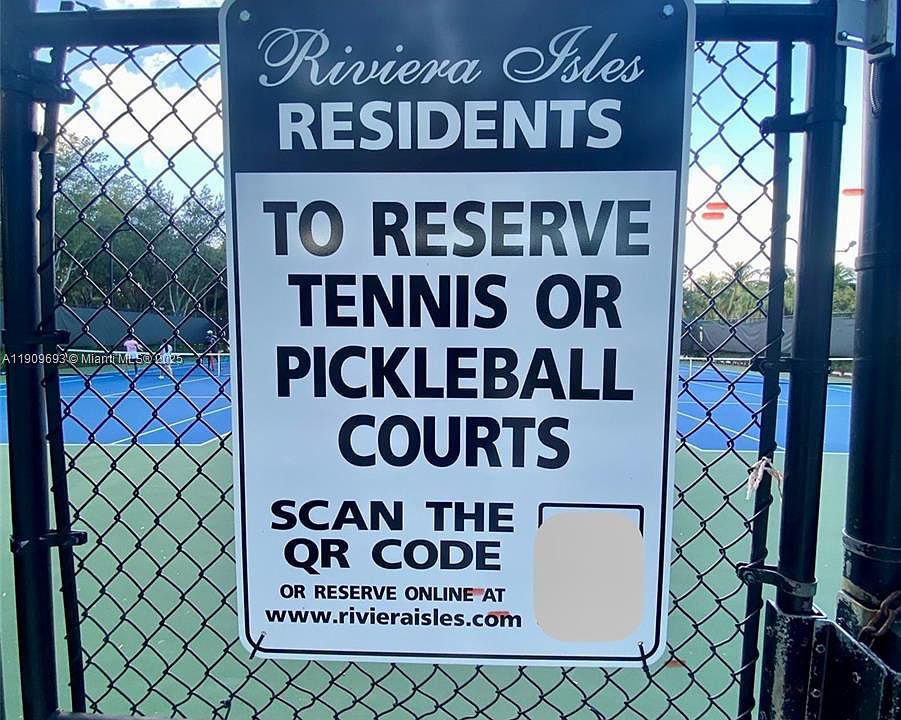 Riviera Isles
RESIDENTS
TO RESERVE
TENNIS OR
PICKLEBALL
COURTS
SCAN THE
QR CODE
OR RESERVE ONLINE AT
www.rivieraisles.com
A11909693 © Miami MLS® 2025